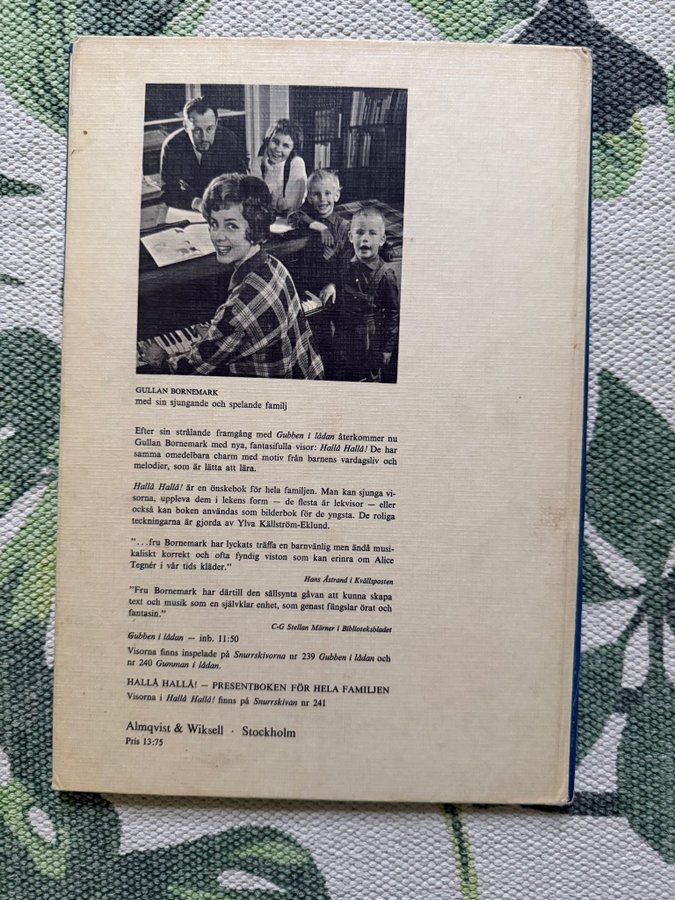 GULLAN BORNEMARK
med sin sjungande och spelande familj
Efter sin strålande framgång med Gubben i lådan återkommer nu
Gullan Bornemark med nya, fantasifulla visor: Hallå Hallå! De har
samma omedelbara charm med motiv från barnens vardagsliv och
melodier, som är lätta att lära.
Hallå Hallå! är en önskebok för hela familjen. Man kan sjunga vi-
sorna, uppleva dem i lekens form — de flesta är lekvisor — eller
också kan boken användas som bilderbok för de yngsta. De roliga
teckningarna är gjorda av Ylva Källström-Eklund.
"...fru Bornemark har lyckats träffa en barnvänlig men ändå musi-
kaliskt korrekt och ofta fyndig viston som kan erinra om Alice
Tegnér i vår tids kläder."
Hans Åstrand i Kvällsposten
"Fru Bornemark har därtill den sällsynta gåvan att kunna skapa
text och musik som en självklar enhet, som genast fängslar örat och
fantasin."
C-G Stellan Mörner i Biblioteksbladet
Gubben i lådan — inb. 11:50
Visorna finns inspelade på Snurrskivorna nr 239 Gubben i lådan och
nr 240 Gumman i lådan.
HALLÅ HALLÅ! — PRESENTBOKEN FÖR HELA FAMILJEN
Visorna i Hallå Hallå! finns på Snurrskivan nr 241
Almqvist & Wiksell · Stockholm
Pris 13:75